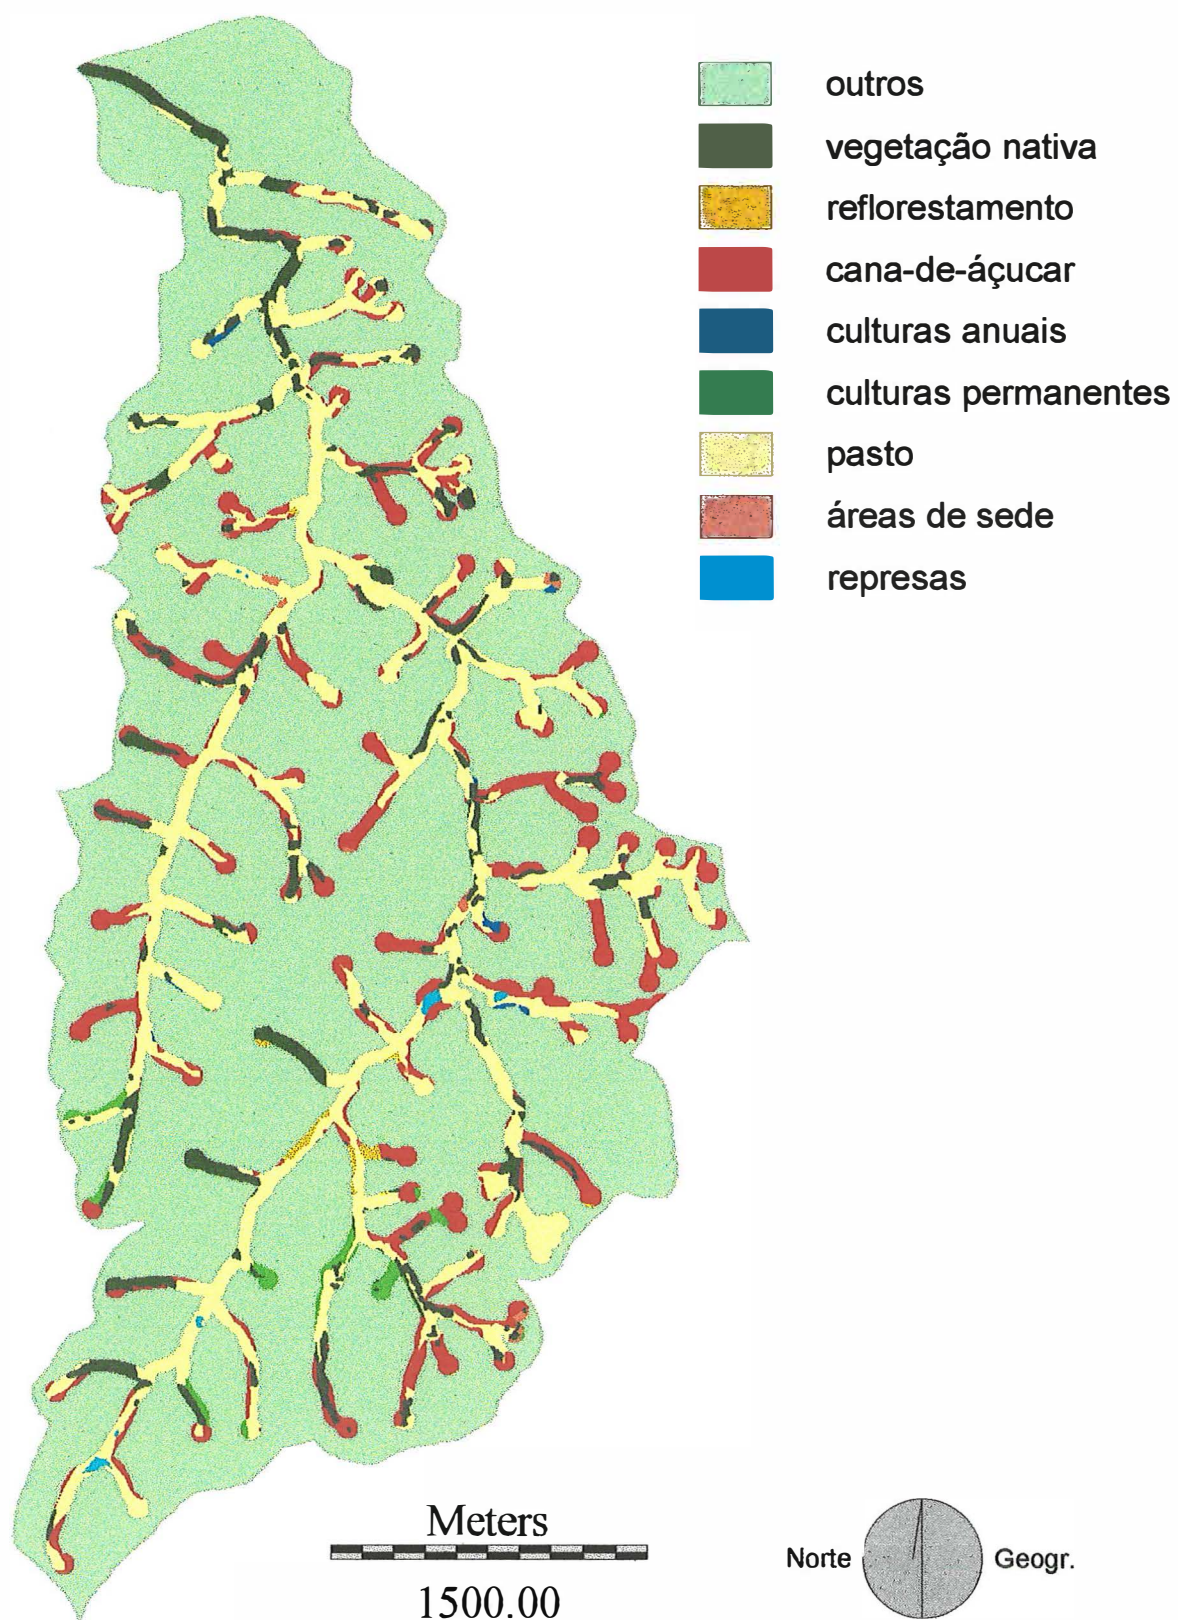 outros
vegetação nativa
reflorestamento
cana-de-áçucar
culturas anuais
culturas permanentes
pasto
áreas de sede
represas
Meters
1500.00
Norte
Geogr.